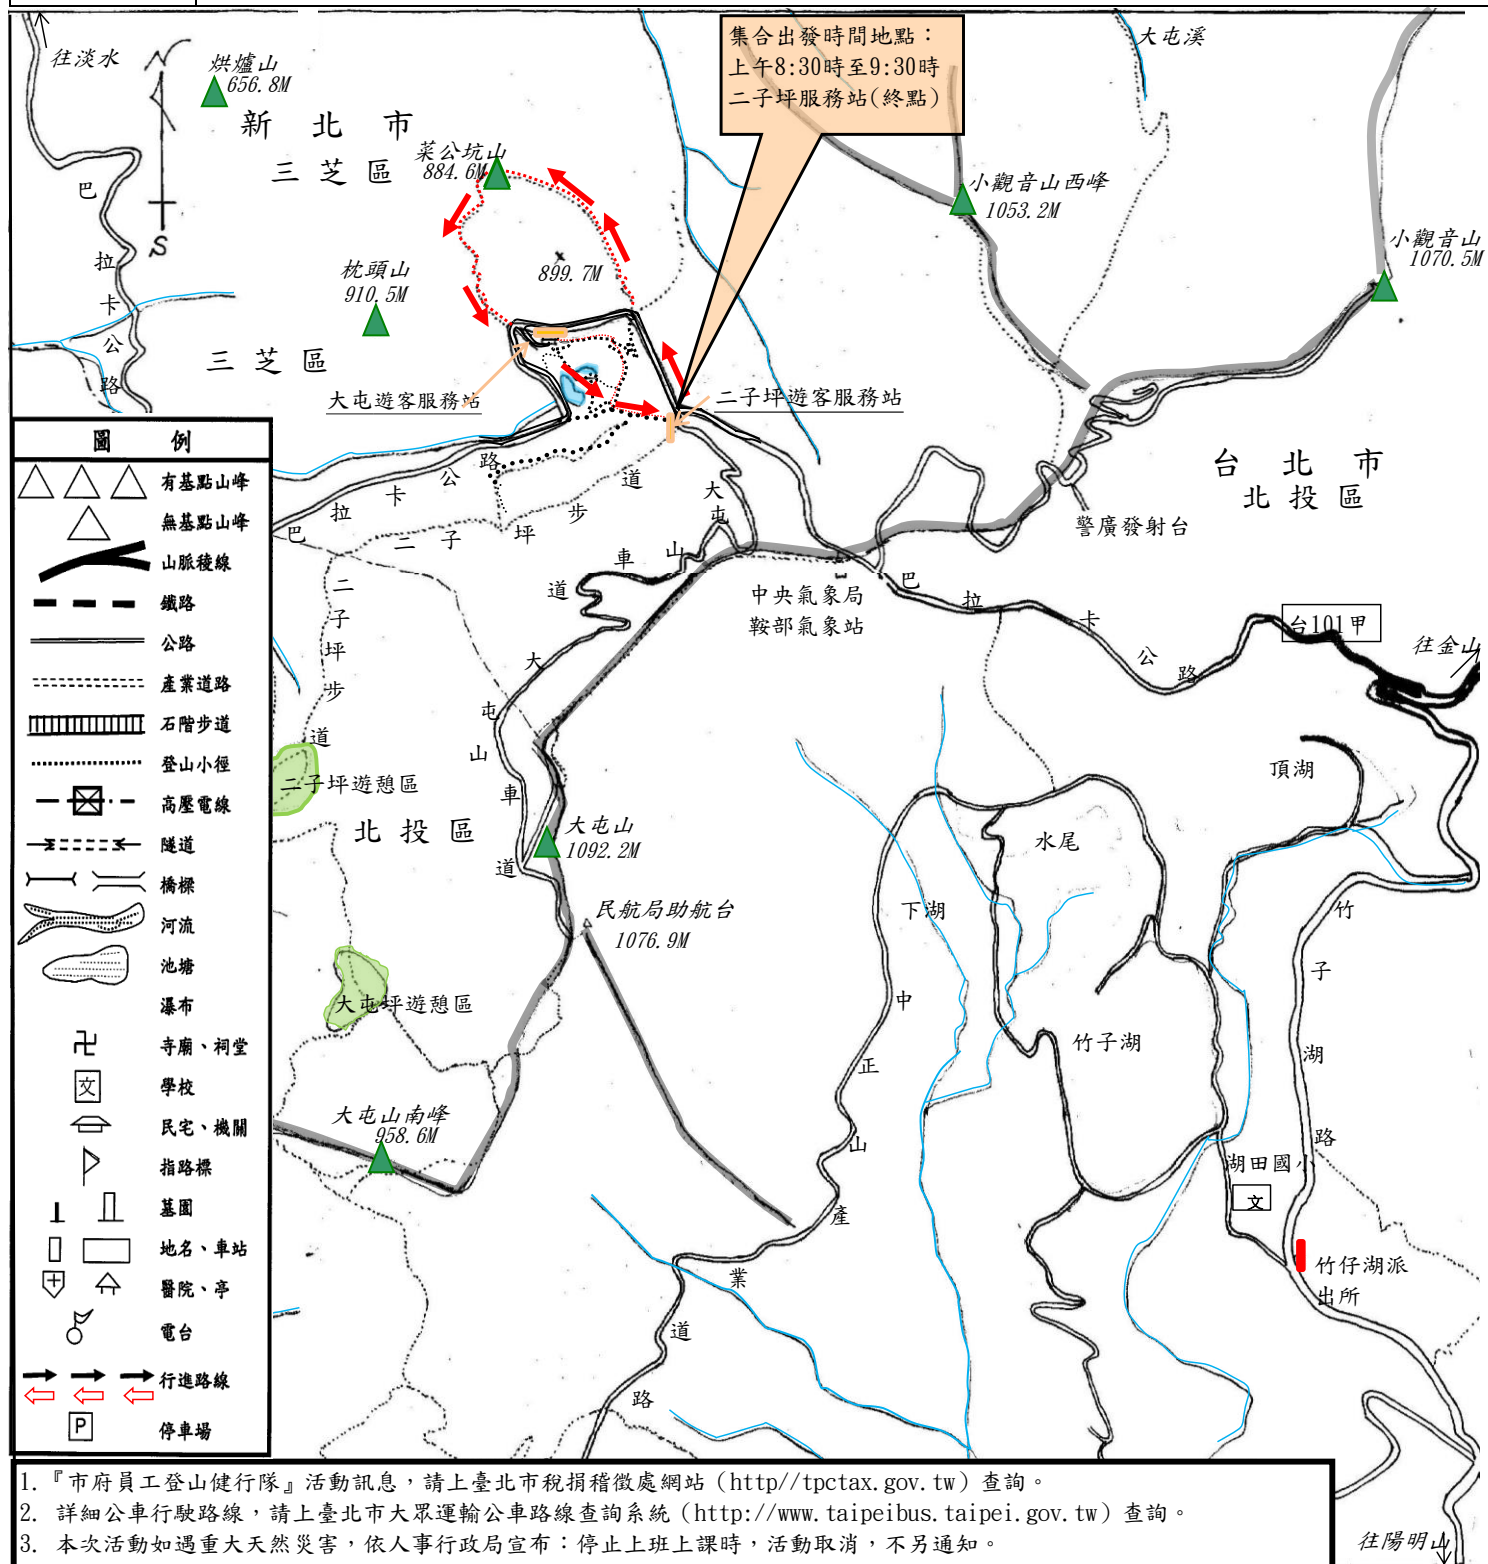 往淡水
烘爐山
656.8M
N
S
新北市
三芝區
菜公坑山
884.6M
集合出發時間地點：
上午8:30時至9:30時
二子坪服務站(終點)
大屯溪
小觀音山西峰
1053.2M
小觀音山
1070.5M
巴拉卡公路
枕頭山
910.5M
899.7M
三芝區
大屯遊客服務站
二子坪遊客服務站
台北市
北投區
警廣發射台
巴拉卡公路
二子坪步道
大屯山車道
二子坪步道
中央氣象局
鞍部氣象站
巴拉卡公路
台101甲
往金山
大屯山車道
二子坪遊憩區
北投區
大屯山
1092.2M
民航局助航台
1076.9M
大屯坪遊憩區
大屯山南峰
958.6M
頂湖
水尾
下湖
竹子湖
中正山產業道路
竹子湖路
湖田國小
文
竹仔湖派
出所
往陽明山
圖例
有基點山峰
無基點山峰
山脈稜線
鐵路
公路
產業道路
石階步道
登山小徑
高壓電線
隧道
橋樑
河流
池塘
瀑布
卍 寺廟、祠堂
文 學校
民宅、機關
指路標
墓園
地名、車站
醫院、亭
電台
行進路線
P 停車場
1. 『市府員工登山健行隊』活動訊息，請上臺北市稅捐稽徵處網站（http//tpctax.gov.tw）查詢。
2. 詳細公車行駛路線，請上臺北市大眾運輸公車路線查詢系統（http://www.taipeibus.taipei.gov.tw）查詢。
3. 本次活動如遇重大天然災害，依人事行政局宣布：停止上班上課時，活動取消，不另通知。